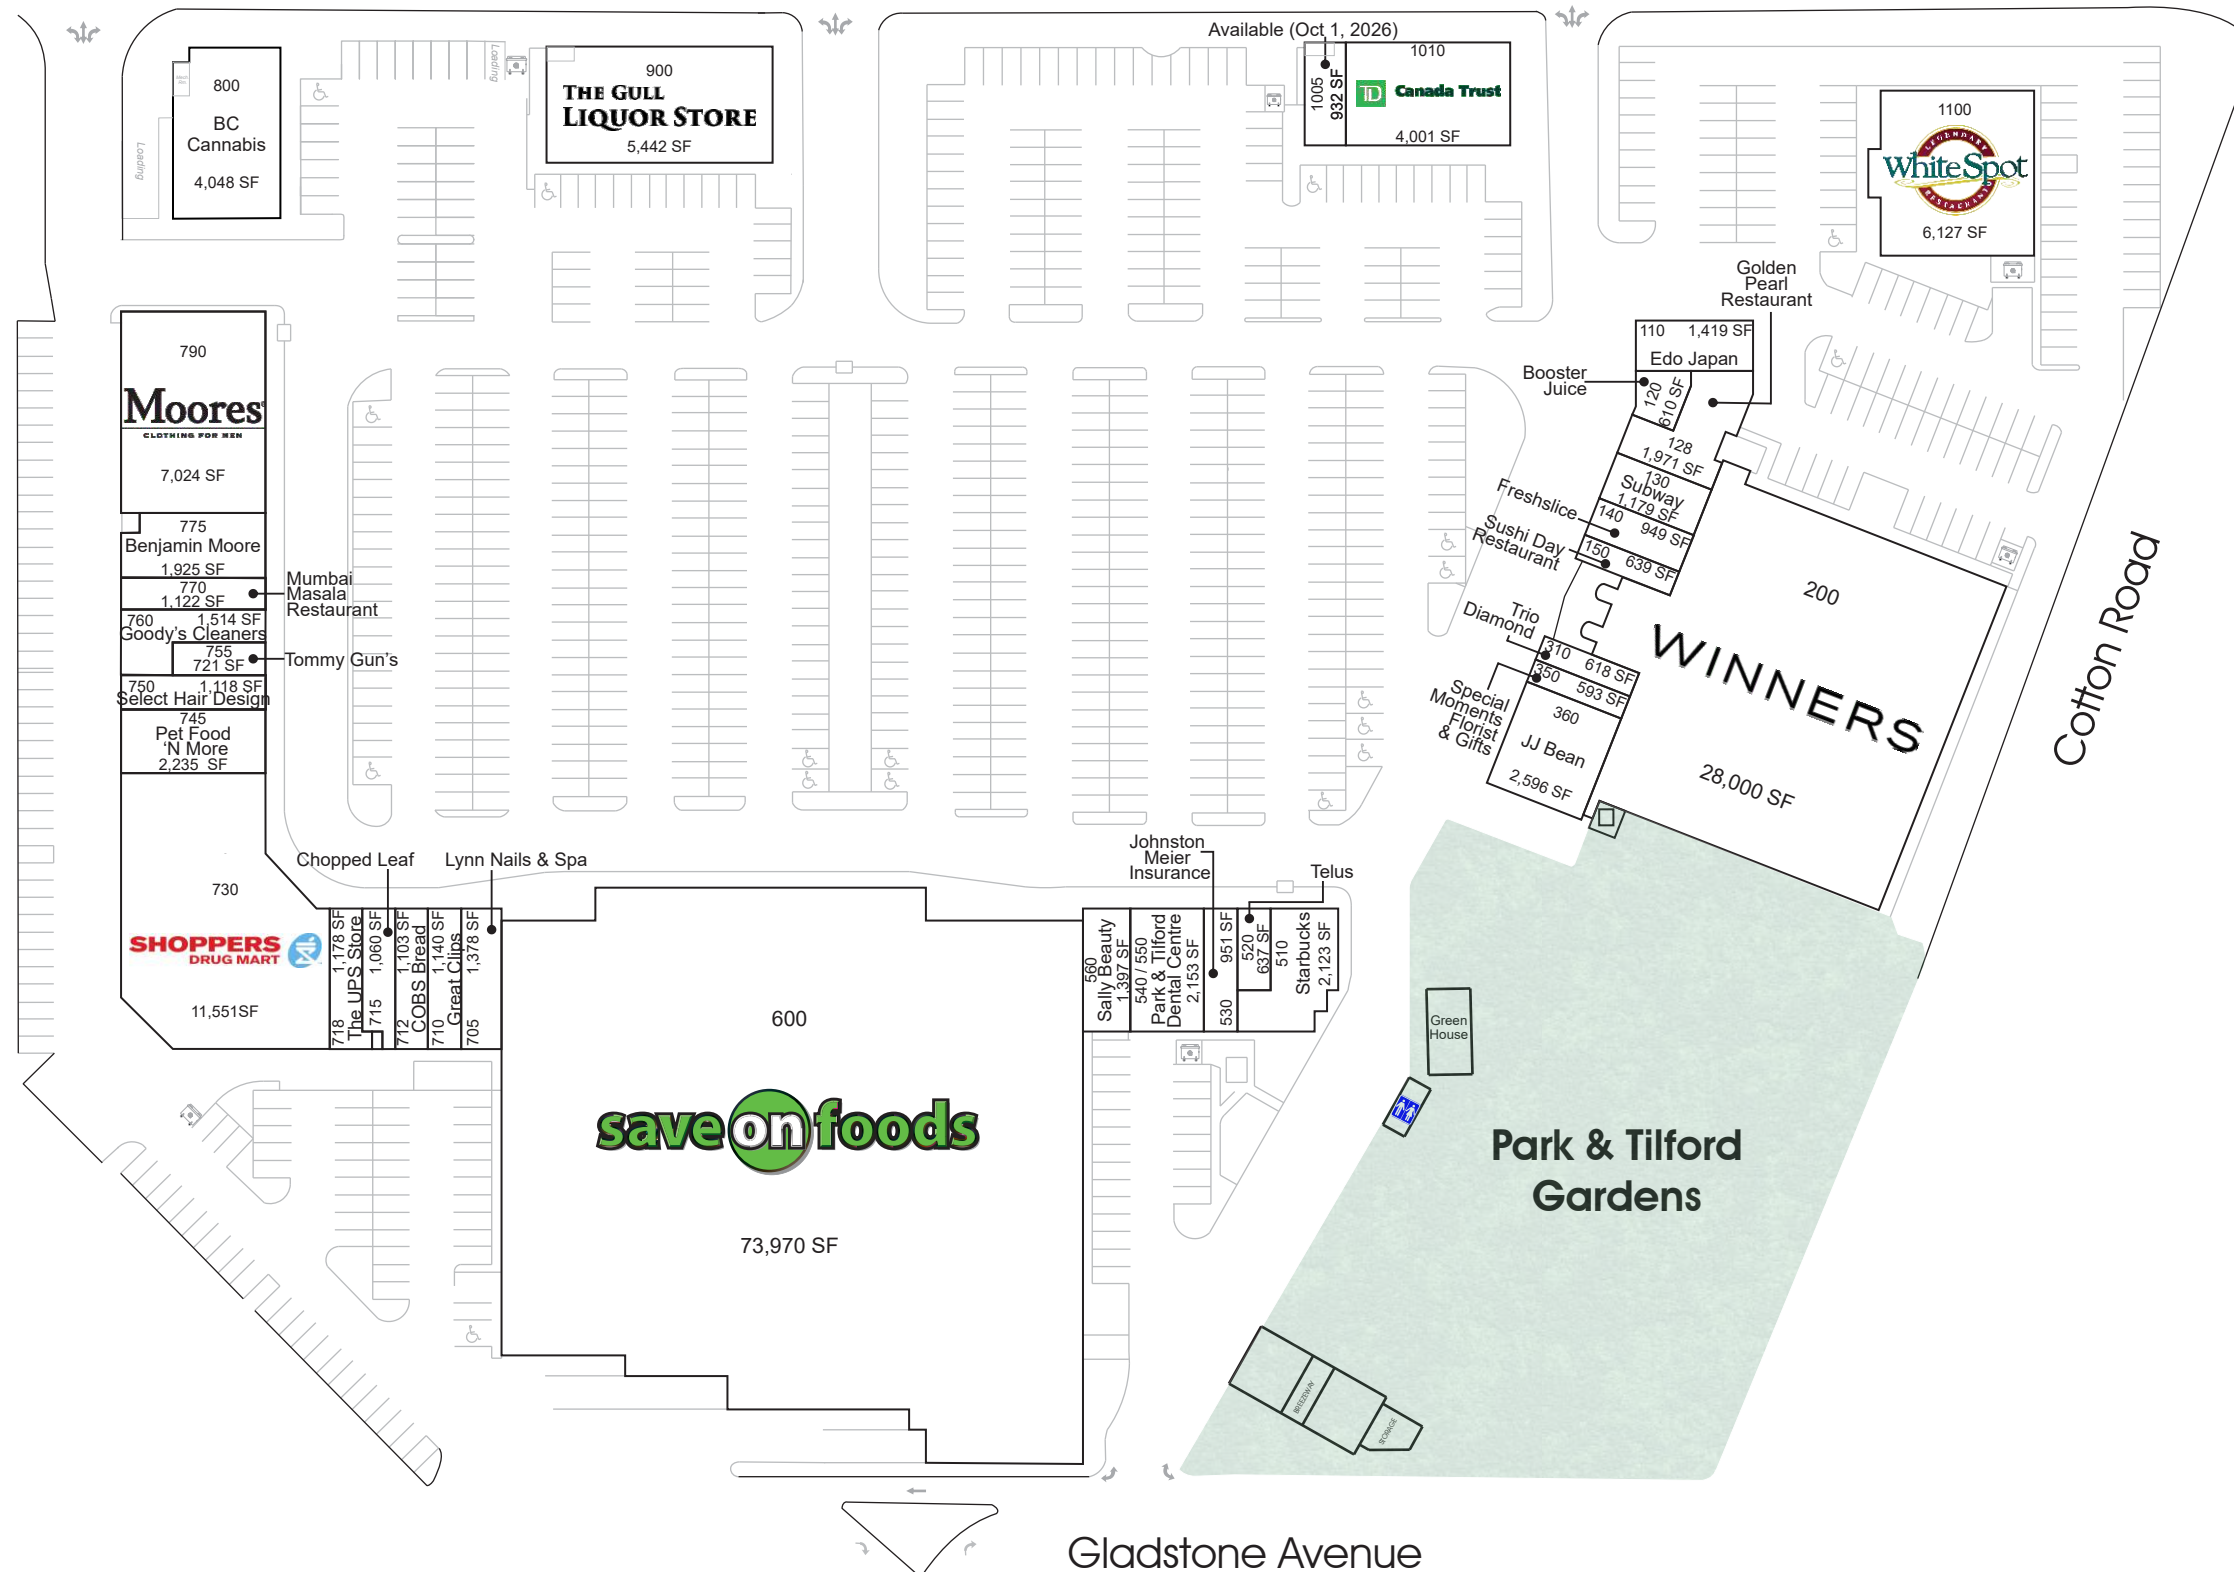 Available (Oct 1, 2026)
800
BC
Cannabis
4,048 SF
Loading
Loading
900
THE GULL
LIQUOR STORE
5,442 SF
1005
932 SF
1010
TD Canada Trust
4,001 SF
1100
LEGENDARY
White Spot
RESTAURANT
6,127 SF
Golden
Pearl
Restaurant
110 1,419 SF
Edo Japan
Booster
Juice
120
610 SF
128
1,971 SF
130
Subway
1,179 SF
Freshslice
140 949 SF
Sushi Day
Restaurant
150 639 SF
200
WINNERS
28,000 SF
Trio
Diamond
310 618 SF
350 593 SF
Special
Moments
Florist
& Gifts
360
JJ Bean
2,596 SF
Cotton Road
790
Moores
CLOTHING FOR MEN
7,024 SF
775
Benjamin Moore
1,925 SF
770
1,122 SF
Mumbai
Masala
Restaurant
760 1,514 SF
Goody's Cleaners
755
721 SF
Tommy Gun's
750 1,118 SF
Select Hair Design
745
Pet Food
'N More
2,235 SF
730
SHOPPERS
DRUG MART
11,551SF
Chopped Leaf
Lynn Nails & Spa
718 1,178 SF
The UPS Store
715 1,060 SF
712 1,103 SF
COBS Bread
710 1,140 SF
Great Clips
705 1,378 SF
600
save on foods
73,970 SF
Johnston
Meier
Insurance
Telus
560
Sally Beauty
1,397 SF
540 / 550
Park & Tilford
Dental Centre
2,153 SF
530 951 SF
520
637 SF
510
Starbucks
2,123 SF
Green
House
Park & Tilford
Gardens
BREEZEWAY
STORAGE
Gladstone Avenue